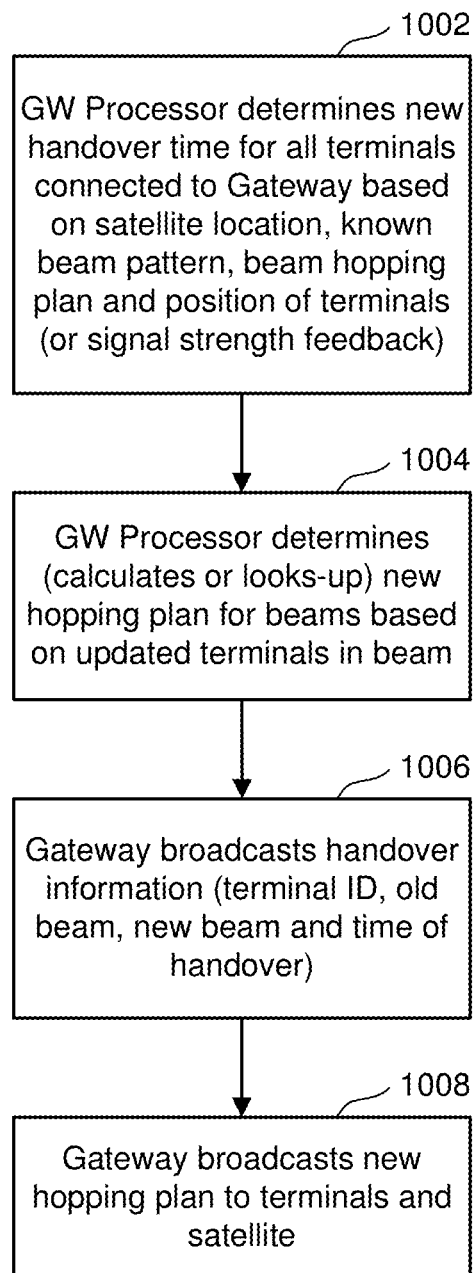 1002
GW Processor determines new
handover time for all terminals
connected to Gateway based
on satellite location, known
beam pattern, beam hopping
plan and position of terminals
(or signal strength feedback)
1004
GW Processor determines
(calculates or looks-up) new
hopping plan for beams based
on updated terminals in beam
1006
Gateway broadcasts handover
information (terminal ID, old
beam, new beam and time of
handover)
1008
Gateway broadcasts new
hopping plan to terminals and
satellite